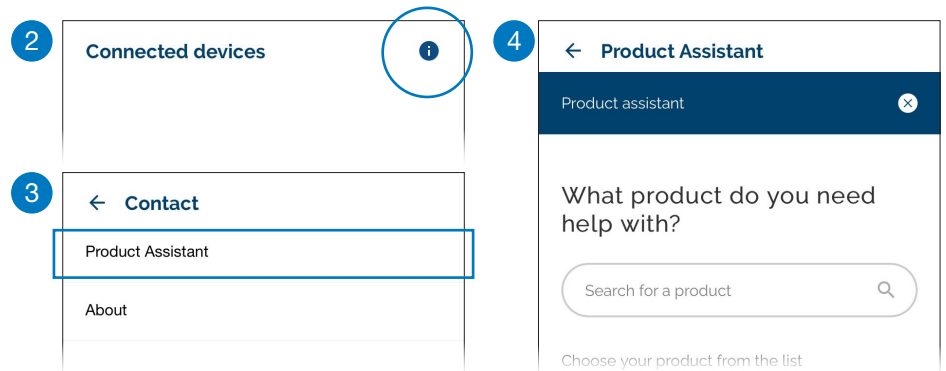 2
Connected devices
3
Contact
Product Assistant
About
4
Product Assistant
Product assistant
What product do you need
help with?
Search for a product
Choose your product from the list